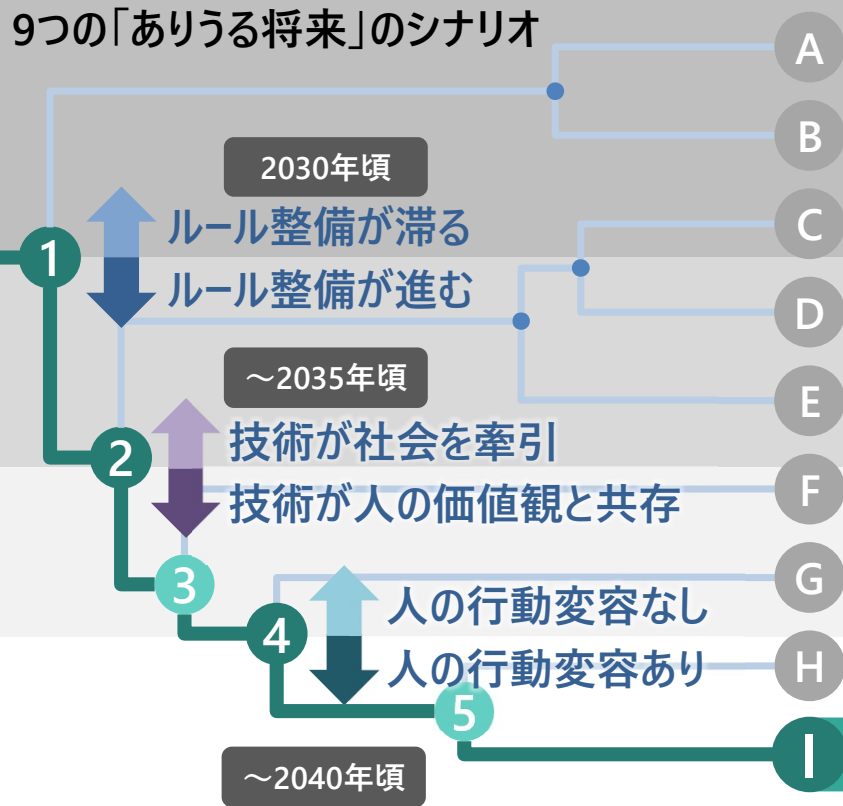 9つの「ありうる将来」のシナリオ
A
B
2030年頃
ルール整備が滞る
C
1
ルール整備が進む
D
～2035年頃
E
技術が社会を牽引
2
技術が人の価値観と共存
F
3
G
人の行動変容なし
4
人の行動変容あり
H
5
I
～2040年頃